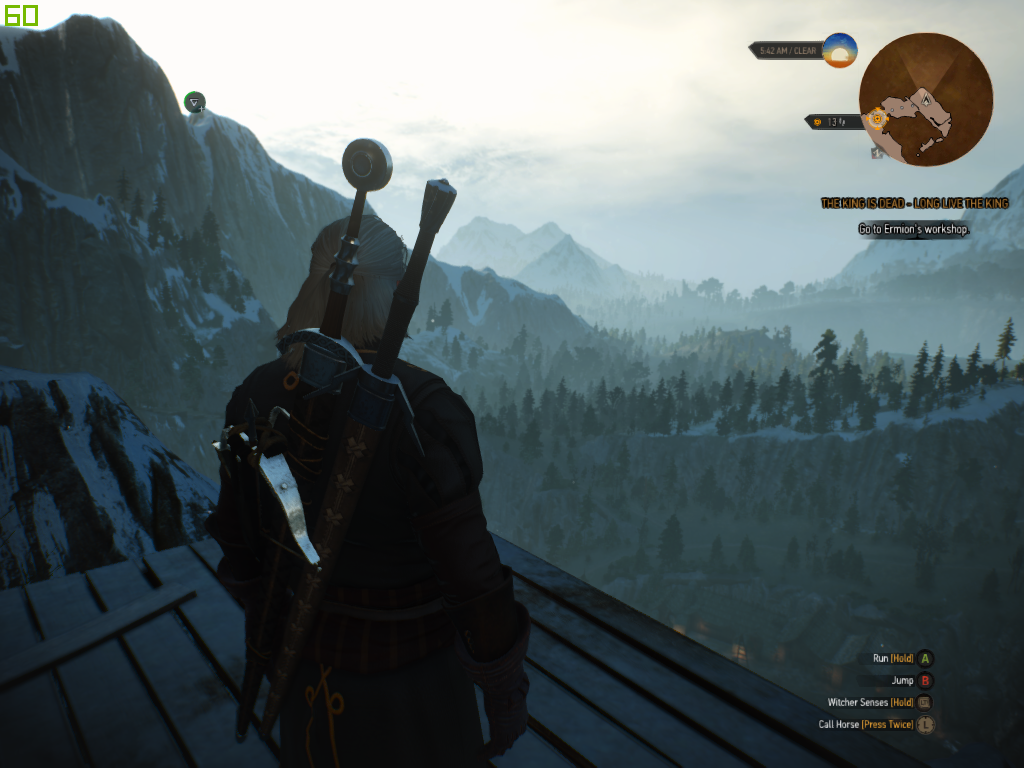 60
5:42 AM / CLEAR
13
THE KING IS DEAD - LONG LIVE THE KING
Go to Ermion's workshop.
Run [Hold] A
Jump B
Witcher Senses [Hold]
Call Horse [Press Twice] L